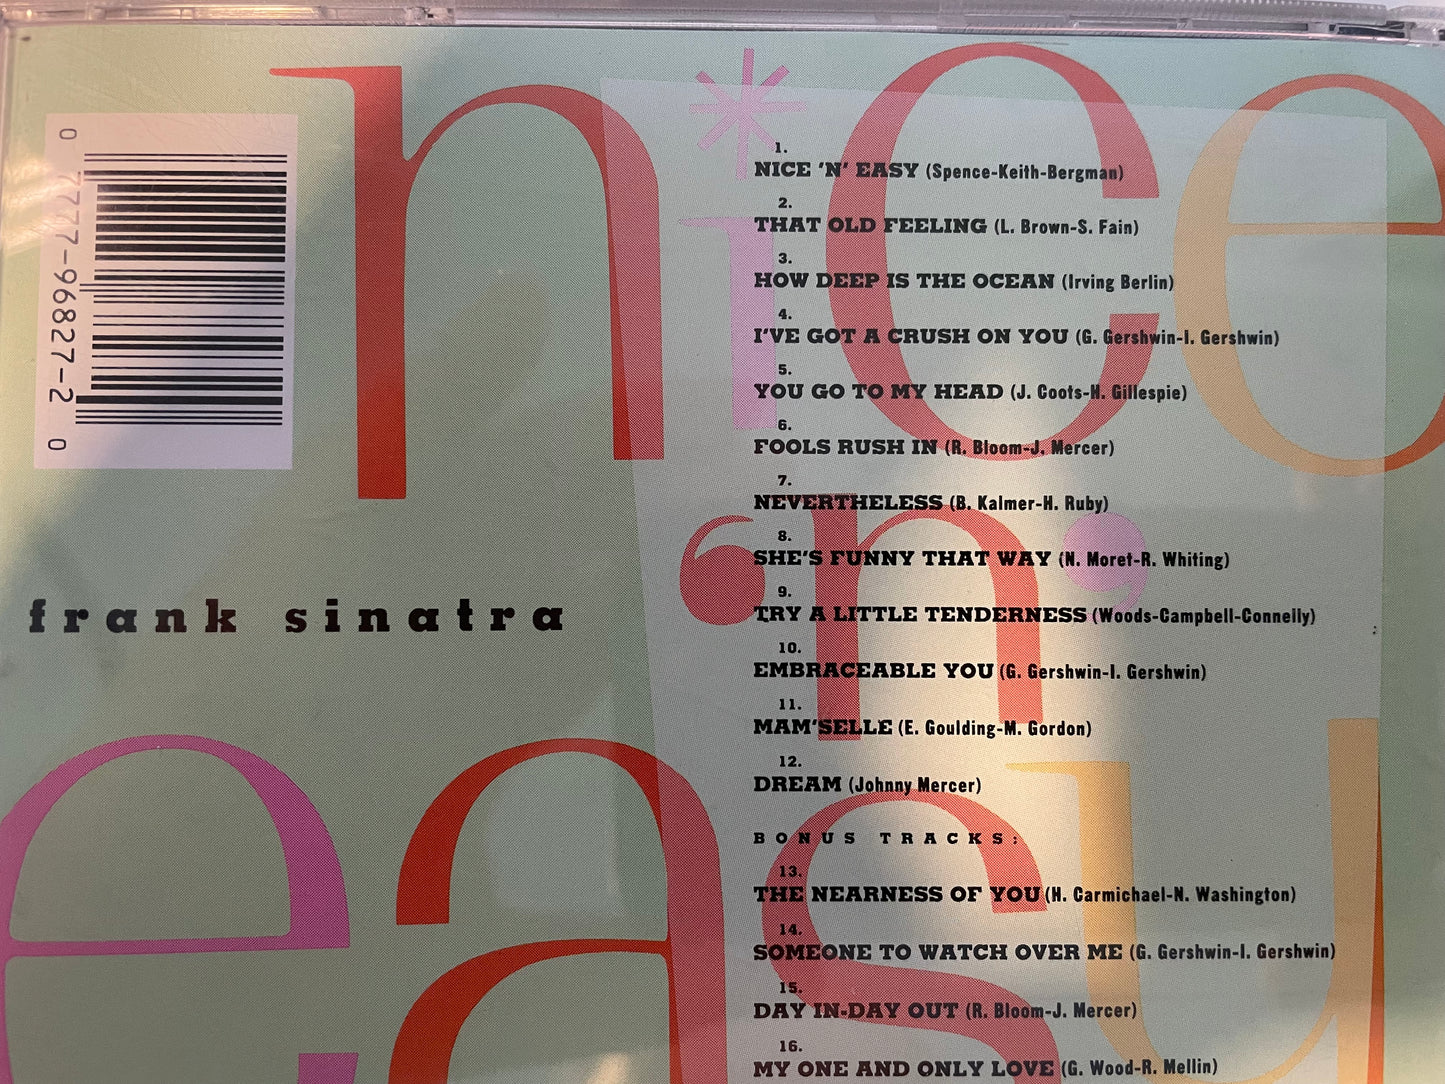 nice
'n'
easy
0 7777-96827-2 0
frank sinatra
1.
NICE 'N' EASY (Spence-Keith-Bergman)
2.
THAT OLD FEELING (L. Brown-S. Fain)
3.
HOW DEEP IS THE OCEAN (Irving Berlin)
4.
I'VE GOT A CRUSH ON YOU (G. Gershwin-I. Gershwin)
5.
YOU GO TO MY HEAD (J. Coots-H. Gillespie)
6.
FOOLS RUSH IN (R. Bloom-J. Mercer)
7.
NEVERTHELESS (B. Kalmer-H. Ruby)
8.
SHE'S FUNNY THAT WAY (N. Moret-R. Whiting)
9.
TRY A LITTLE TENDERNESS (Woods-Campbell-Connelly)
10.
EMBRACEABLE YOU (G. Gershwin-I. Gershwin)
11.
MAM'SELLE (E. Goulding-M. Gordon)
12.
DREAM (Johnny Mercer)
BONUS TRACKS:
13.
THE NEARNESS OF YOU (H. Carmichael-N. Washington)
14.
SOMEONE TO WATCH OVER ME (G. Gershwin-I. Gershwin)
15.
DAY IN-DAY OUT (R. Bloom-J. Mercer)
16.
MY ONE AND ONLY LOVE (G. Wood-R. Mellin)